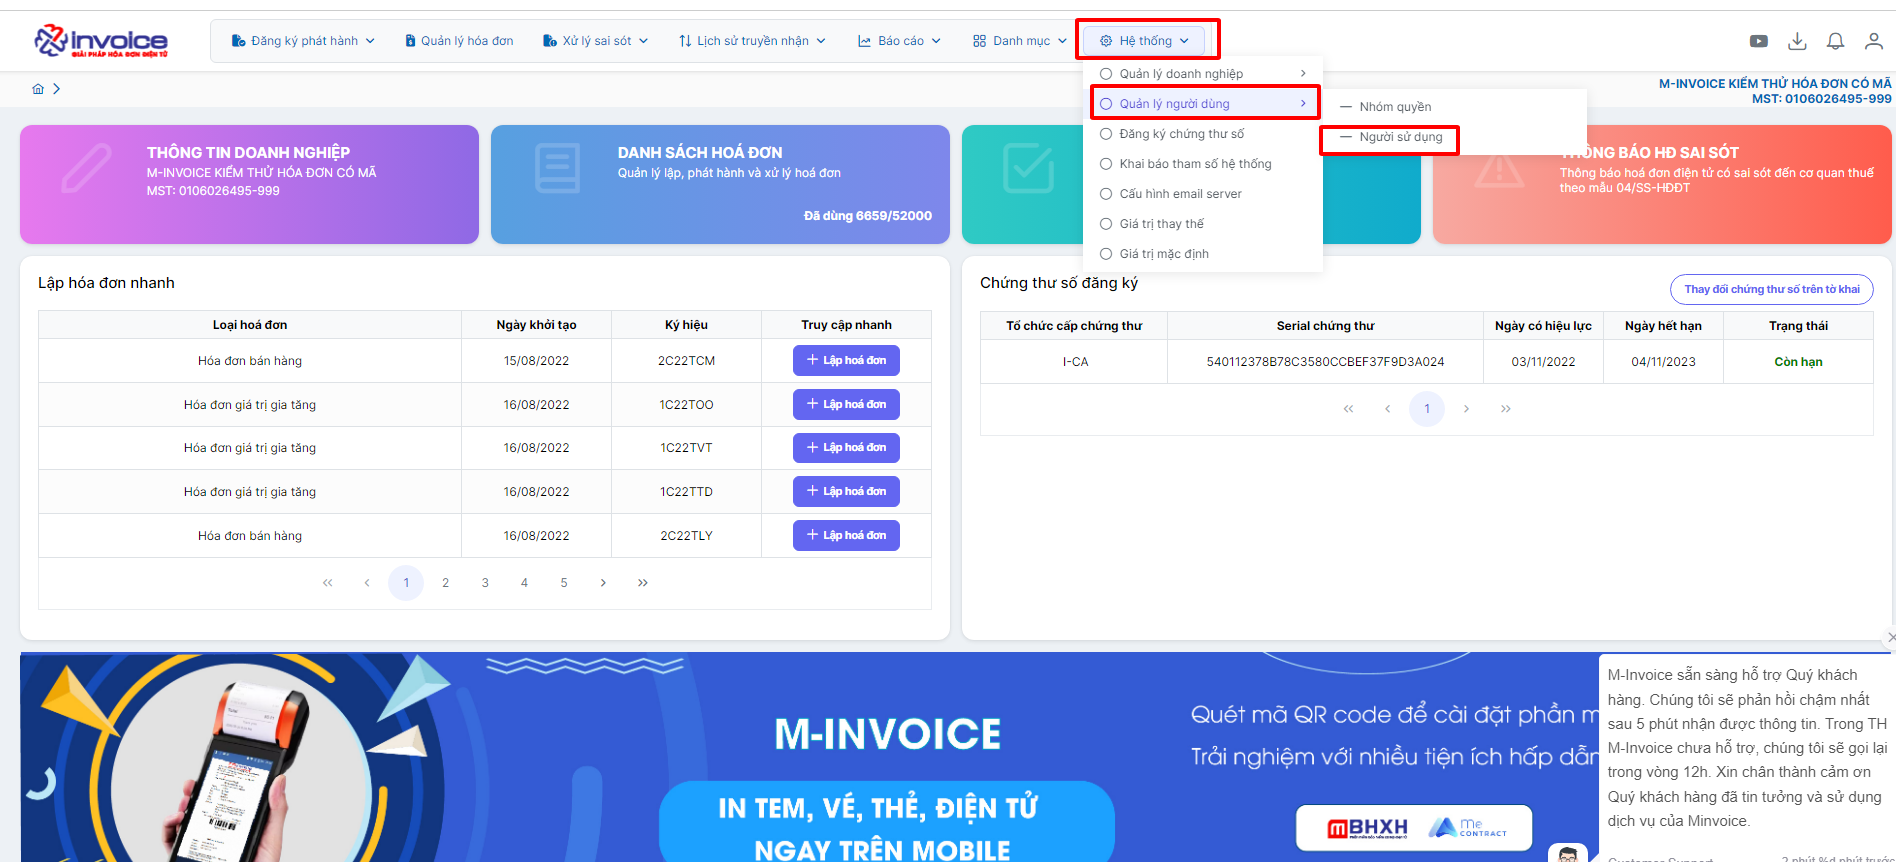 invoice
GIẢI PHÁP HÓA ĐƠN ĐIỆN TỬ
Đăng ký phát hành
Quản lý hóa đơn
Xử lý sai sót
Lịch sử truyền nhận
Báo cáo
Danh mục
Hệ thống
M-INVOICE KIỂM THỬ HÓA ĐƠN CÓ MÃ
MST: 0106026495-999
Quản lý doanh nghiệp
Quản lý người dùng
Đăng ký chứng thư số
Khai báo tham số hệ thống
Cấu hình email server
Giá trị thay thế
Giá trị mặc định
Nhóm quyền
Người sử dụng
THÔNG TIN DOANH NGHIỆP
M-INVOICE KIỂM THỬ HÓA ĐƠN CÓ MÃ
MST: 0106026495-999
DANH SÁCH HOÁ ĐƠN
Quản lý lập, phát hành và xử lý hoá đơn
Đã dùng 6659/52000
THÔNG BÁO HĐ SAI SÓT
Thông báo hoá đơn điện tử có sai sót đến cơ quan thuế
theo mẫu 04/SS-HĐĐT
Lập hóa đơn nhanh
Loại hoá đơn Ngày khởi tạo Ký hiệu Truy cập nhanh
Hóa đơn bán hàng 15/08/2022 2C22TCM + Lập hoá đơn
Hóa đơn giá trị gia tăng 16/08/2022 1C22TOO + Lập hoá đơn
Hóa đơn giá trị gia tăng 16/08/2022 1C22TVT + Lập hoá đơn
Hóa đơn giá trị gia tăng 16/08/2022 1C22TTD + Lập hoá đơn
Hóa đơn bán hàng 16/08/2022 2C22TLY + Lập hoá đơn
« ‹ 1 2 3 4 5 › »
Chứng thư số đăng ký
Thay đổi chứng thư số trên tờ khai
Tổ chức cấp chứng thư Serial chứng thư Ngày có hiệu lực Ngày hết hạn Trạng thái
I-CA 540112378B78C3580CCBEF37F9D3A024 03/11/2022 04/11/2023 Còn hạn
« ‹ 1 › »
M-INVOICE
IN TEM, VÉ, THẺ, ĐIỆN TỬ
NGAY TRÊN MOBILE
Quét mã QR code để cài đặt phần m
Trải nghiệm với nhiều tiện ích hấp dẫn
mBHXH
Me
CONTRACT
M-Invoice sẵn sàng hỗ trợ Quý khách
hàng. Chúng tôi sẽ phản hồi chậm nhất
sau 5 phút nhận được thông tin. Trong TH
M-Invoice chưa hỗ trợ, chúng tôi sẽ gọi lại
trong vòng 12h. Xin chân thành cảm ơn
Quý khách hàng đã tin tưởng và sử dụng
dịch vụ của Minvoice.
Customer Support
2 phút %d phút trước